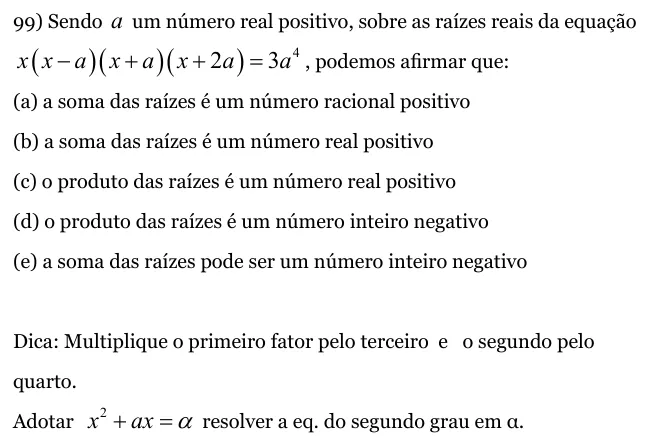 99) Sendo a um número real positivo, sobre as raízes reais da equação
x(x−a)(x+a)(x+2a)=3a⁴, podemos afirmar que:
(a) a soma das raízes é um número racional positivo
(b) a soma das raízes é um número real positivo
(c) o produto das raízes é um número real positivo
(d) o produto das raízes é um número inteiro negativo
(e) a soma das raízes pode ser um número inteiro negativo
Dica: Multiplique o primeiro fator pelo terceiro e o segundo pelo
quarto.
Adotar x²+ax=α resolver a eq. do segundo grau em α.